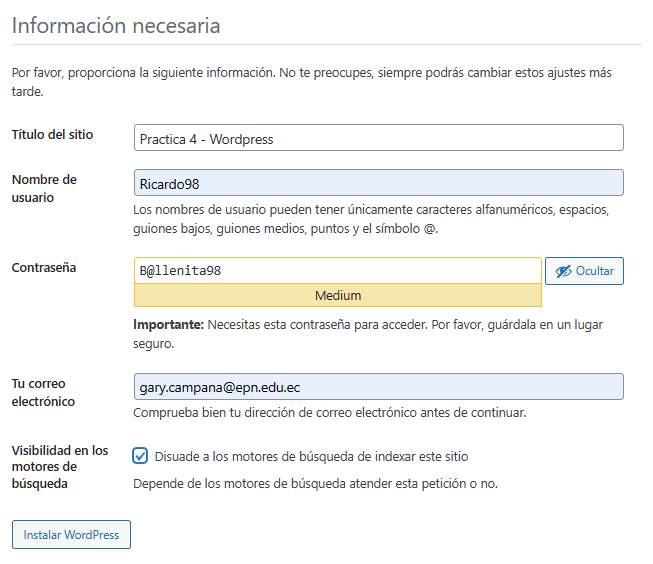 Información necesaria
Por favor, proporciona la siguiente información. No te preocupes, siempre podrás cambiar estos ajustes más
tarde.
Título del sitio
Practica 4 - Wordpress
Nombre de
usuario
Ricardo98
Los nombres de usuario pueden tener únicamente caracteres alfanuméricos, espacios,
guiones bajos, guiones medios, puntos y el símbolo @.
Contraseña
B@llenita98
Ocultar
Medium
Importante: Necesitas esta contraseña para acceder. Por favor, guárdala en un lugar
seguro.
Tu correo
electrónico
gary.campana@epn.edu.ec
Comprueba bien tu dirección de correo electrónico antes de continuar.
Visibilidad en los
motores de
búsqueda
Disuade a los motores de búsqueda de indexar este sitio
Depende de los motores de búsqueda atender esta petición o no.
Instalar WordPress